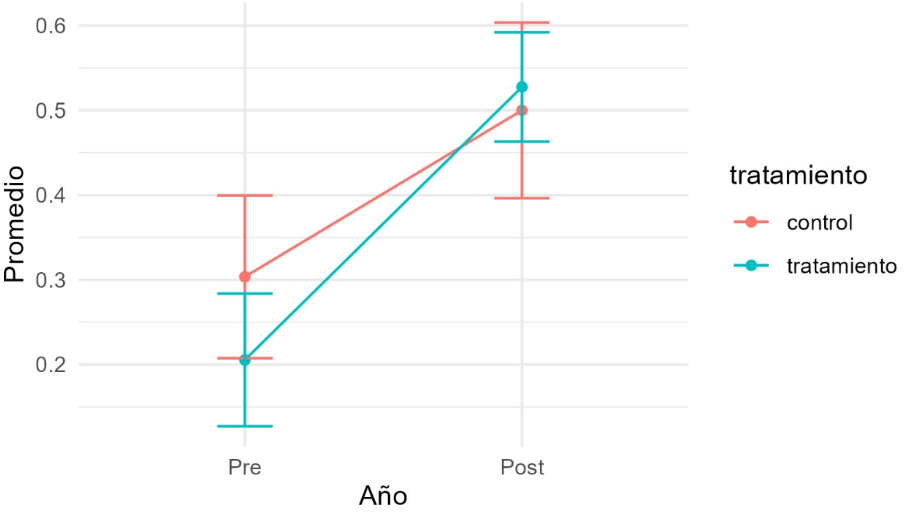 0.6
0.5
0.4
0.3
0.2
Promedio
Pre
Post
Año
tratamiento
control
tratamiento